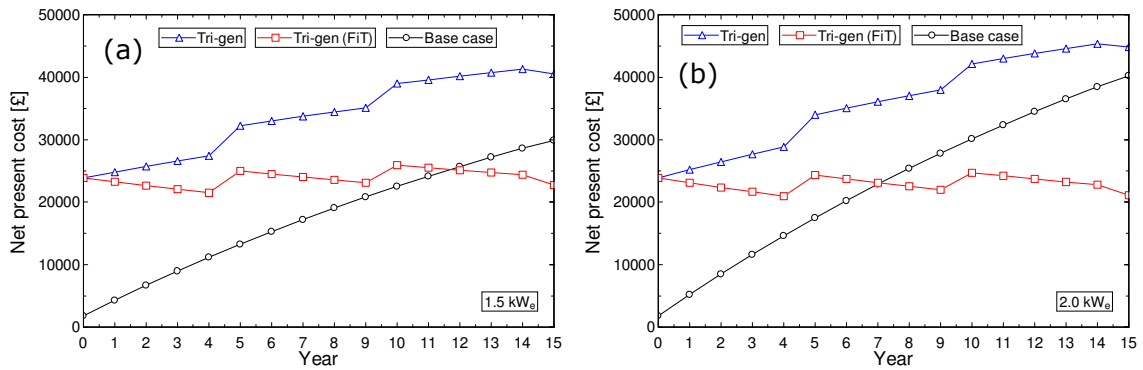 (a)
Tri-gen Tri-gen (FiT) Base case
Net present cost [£]
50000
40000
30000
20000
10000
0
1.5 kWe
0 1 2 3 4 5 6 7 8 9 10 11 12 13 14 15
Year
(b)
Tri-gen Tri-gen (FiT) Base case
Net present cost [£]
50000
40000
30000
20000
10000
0
2.0 kWe
0 1 2 3 4 5 6 7 8 9 10 11 12 13 14 15
Year